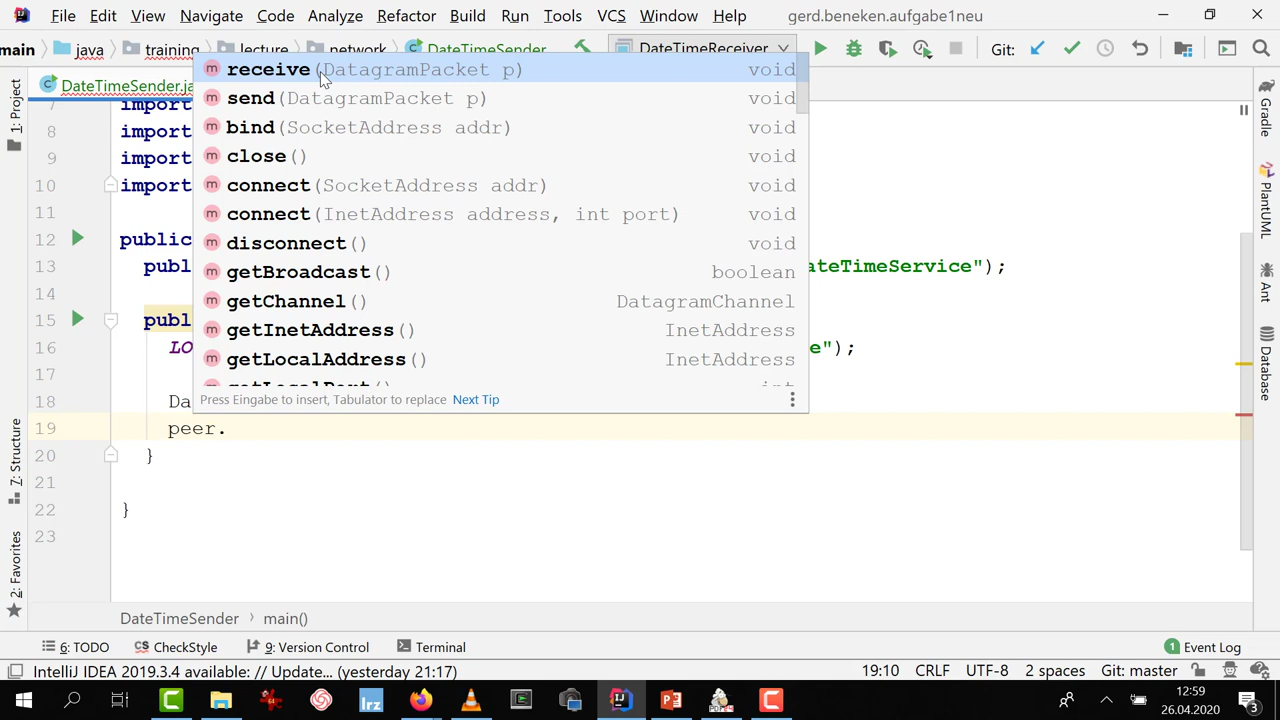 File Edit View Navigate Code Analyze Refactor Build Run Tools VCS Window Help gerd.beneken.aufgabe1neu
main java training lecture network DateTimeSender DateTimeReceiver Git:
DateTimeSender.ja
receive(DatagramPacket p) void
send(DatagramPacket p) void
bind(SocketAddress addr) void
close() void
connect(SocketAddress addr) void
connect(InetAddress address, int port) void
disconnect() void
getBroadcast() boolean
getChannel() DatagramChannel
getInetAddress() InetAddress
getLocalAddress() InetAddress
getLocalPort() int
Press Eingabe to insert, Tabulator to replace Next Tip
7 import
8 import
9 import
10 import
11
12 public
13 publ ateTimeService");
14
15 publ
16 LO e");
17
18 Da
19 peer.
20 }
21
22 }
23
1: Project
7: Structure
2: Favorites
Gradle
PlantUML
Ant
Database
DateTimeSender main()
6: TODO CheckStyle 9: Version Control Terminal 1 Event Log
IntelliJ IDEA 2019.3.4 available: // Update... (yesterday 21:17) 19:10 CRLF UTF-8 2 spaces Git: master
lrz
12:59
26.04.2020
3